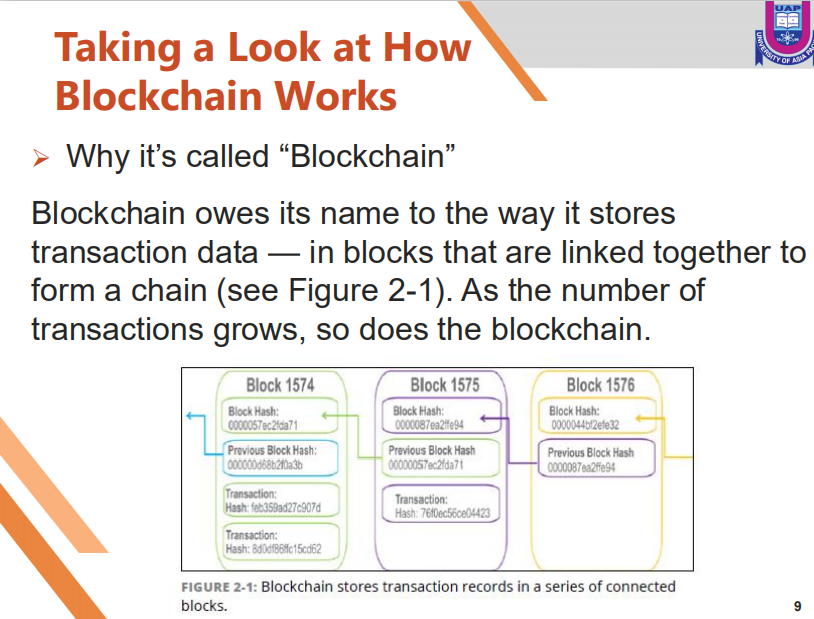 Taking a Look at How
Blockchain Works
UAP
UNIVERSITY OF ASIA PAC
Why it's called “Blockchain”
Blockchain owes its name to the way it stores
transaction data — in blocks that are linked together to
form a chain (see Figure 2-1). As the number of
transactions grows, so does the blockchain.
Block 1574
Block Hash:
0000057ec2fda71
Previous Block Hash:
000000d68b2f0a3b
Transaction:
Hash: feb359ad27c907d
Transaction:
Hash: 8d0df86ffc15cd62
Block 1575
Block Hash:
0000087ea2ffe94
Previous Block Hash
00000057ec2fda71
Transaction:
Hash: 76f0ec56ce04423
Block 1576
Block Hash:
0000044bf2efe32
Previous Block Hash
0000087ea2ffe94
FIGURE 2-1: Blockchain stores transaction records in a series of connected
blocks.
9